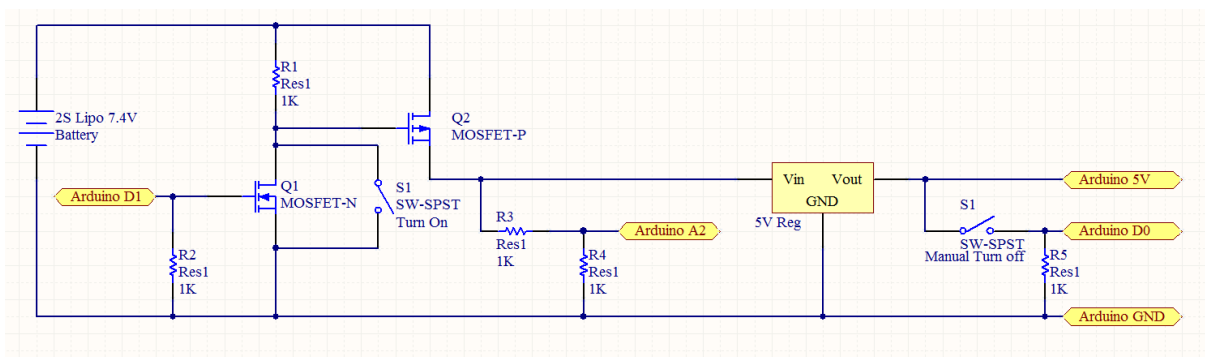 R1
Res1
1K
2S Lipo 7.4V
Battery
Q2
MOSFET-P
Arduino D1
Q1
MOSFET-N
S1
SW-SPST
Turn On
R2
Res1
1K
R3
Res1
1K
Arduino A2
R4
Res1
1K
Vin Vout
GND
5V Reg
Arduino 5V
S1
SW-SPST
Manual Turn off
Arduino D0
R5
Res1
1K
Arduino GND